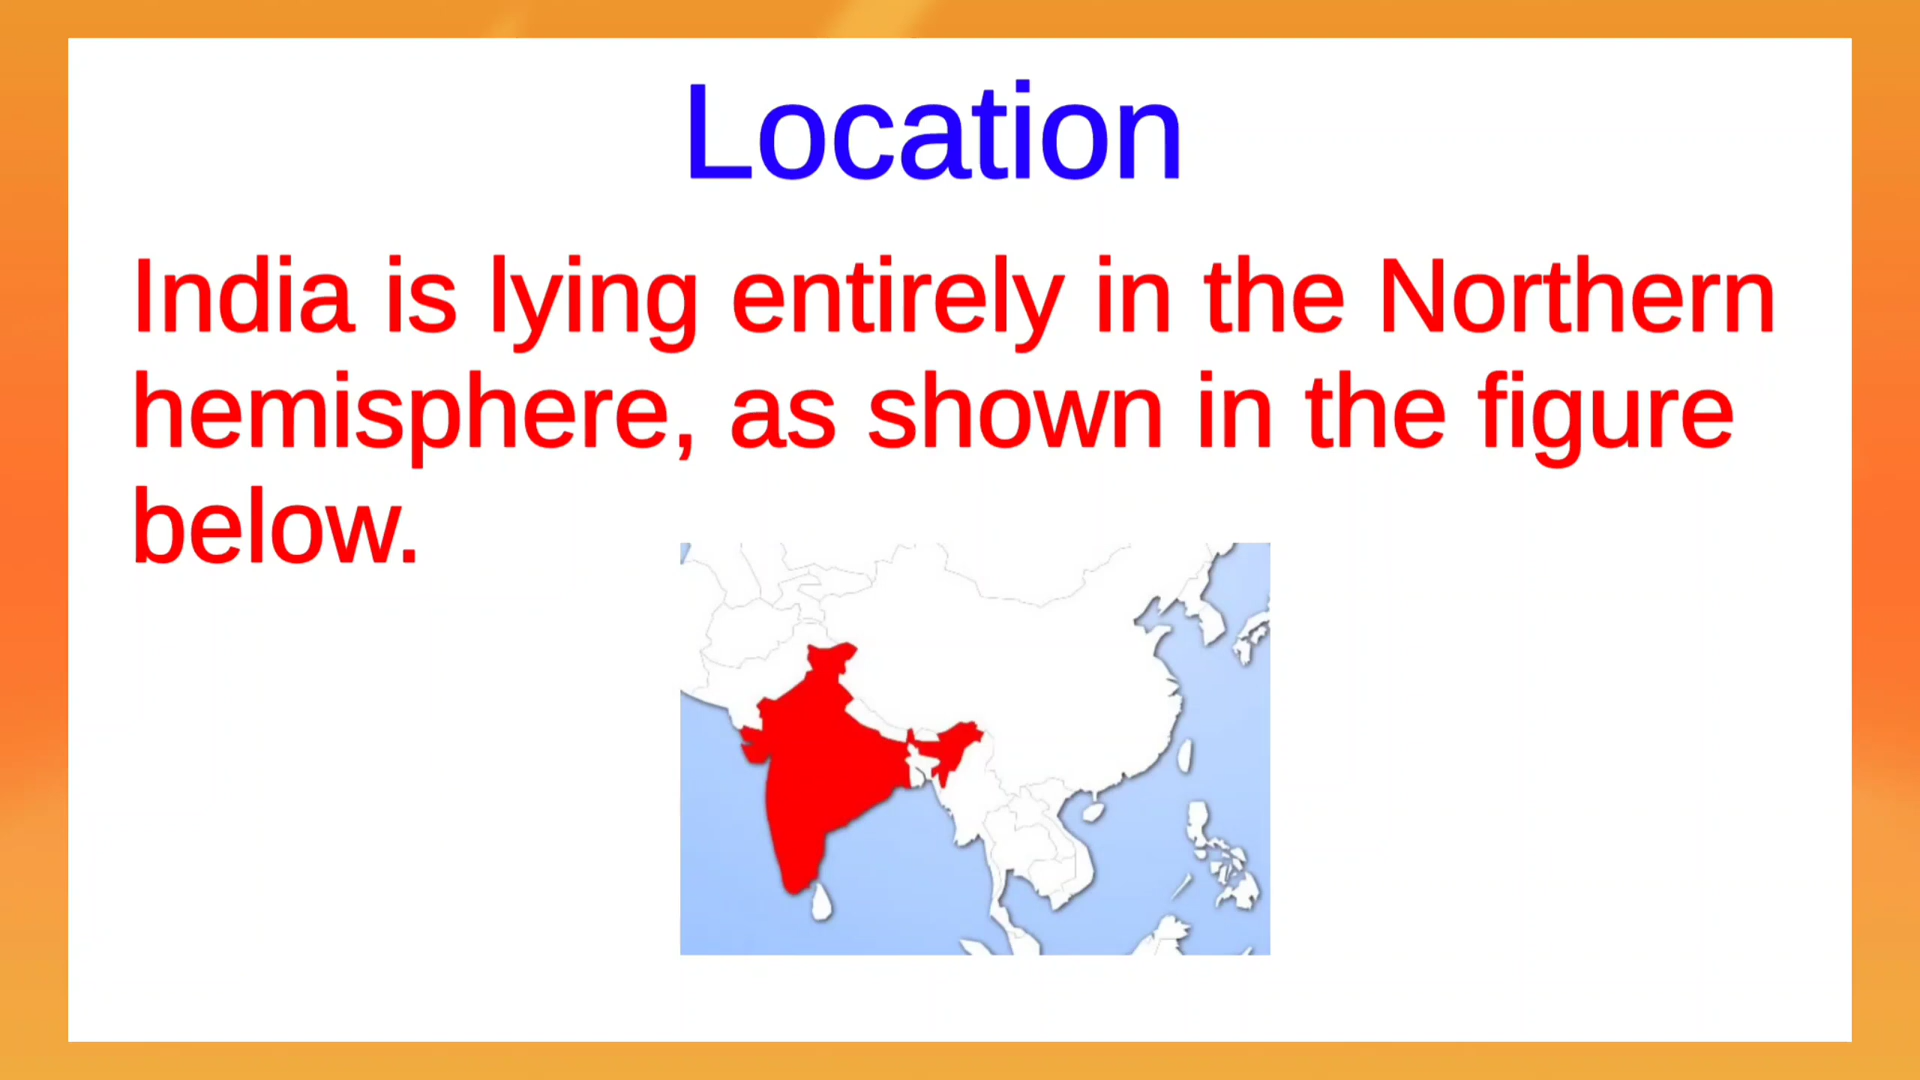 Location
India is lying entirely in the Northern
hemisphere, as shown in the figure
below.